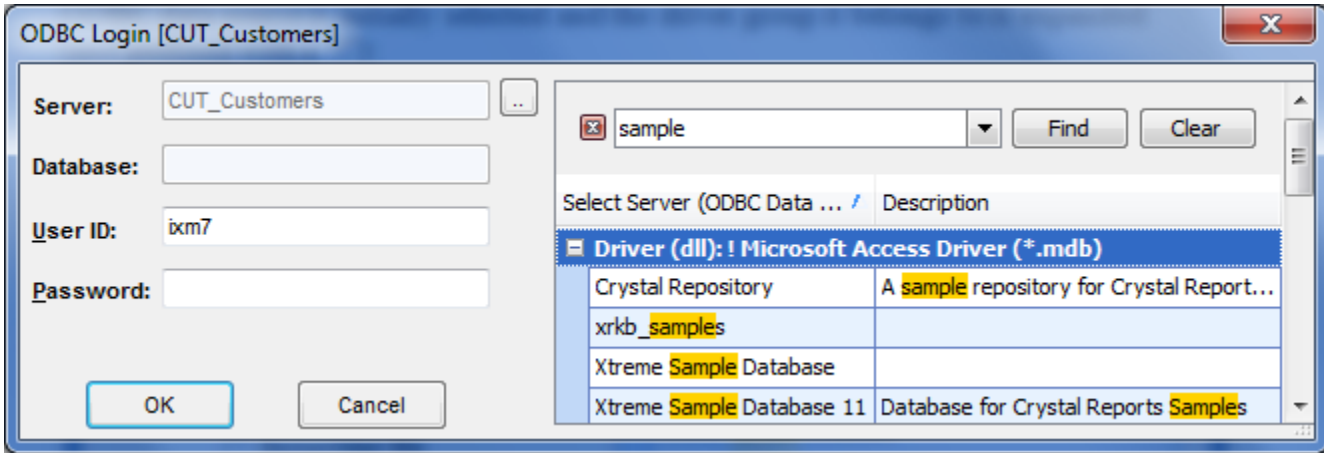 ODBC Login [CUT_Customers]
Server: CUT_Customers ..
Database:
User ID: ixm7
Password:
OK Cancel
sample Find Clear
Select Server (ODBC Data ... / Description
Driver (dll): ! Microsoft Access Driver (*.mdb)
Crystal Repository A sample repository for Crystal Report...
xrkb_samples
Xtreme Sample Database
Xtreme Sample Database 11 Database for Crystal Reports Samples